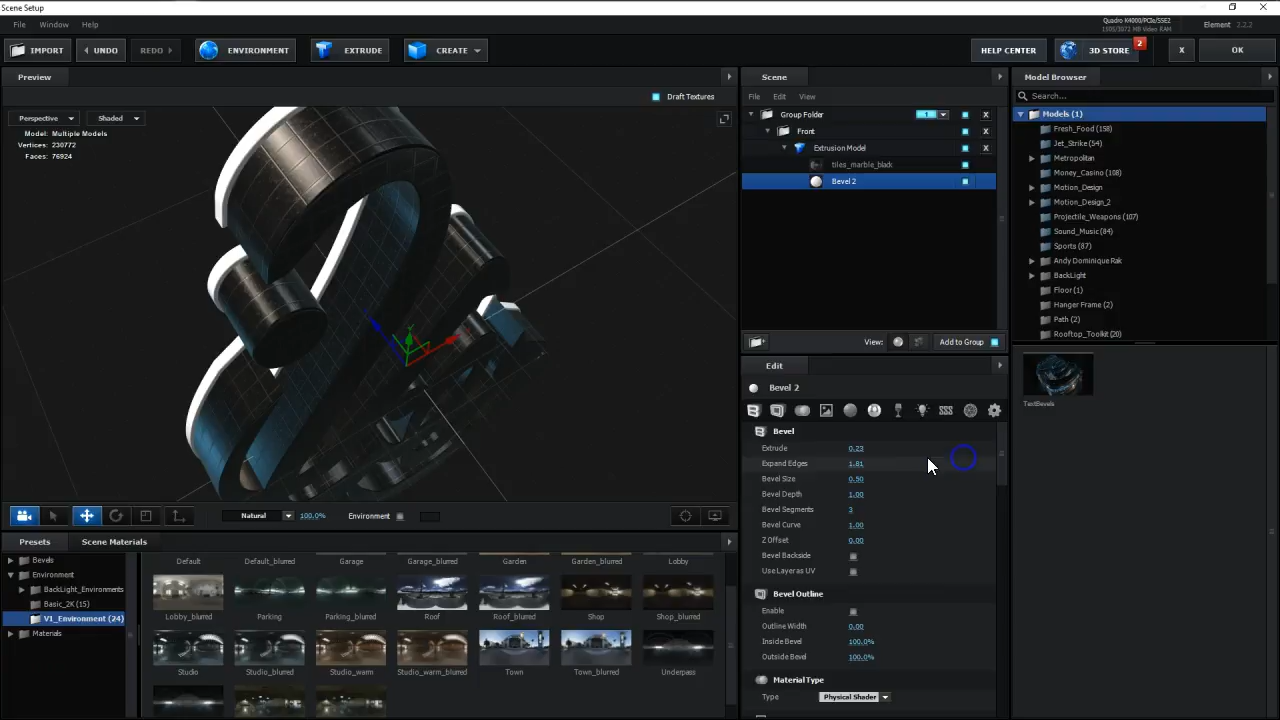 Scene Setup
File Window Help
Quadro K4000/PCIe/SSE2
Element 2.2.2
IMPORT UNDO REDO ENVIRONMENT EXTRUDE CREATE HELP CENTER 3D STORE 2 X OK
Preview
Draft Textures
Perspective Shaded
Model: Multiple Models
Vertices: 230772
Faces: 76924
Natural 100.0% Environment
Scene
File Edit View
Group Folder 1 X
Front X
Extrusion Model X
tiles_marble_black
Bevel 2
View: Add to Group
Edit
Bevel 2
Bevel
Extrude 0.23
Expand Edges 1.81
Bevel Size 0.50
Bevel Depth 1.00
Bevel Segments 3
Bevel Curve 1.00
Z Offset 0.00
Bevel Backside
Use Layer as UV
Bevel Outline
Enable
Outline Width 0.00
Inside Bevel 100.0%
Outside Bevel 100.0%
Material Type
Type Physical Shader
Model Browser
Search...
Models (1)
Fresh_Food (158)
Jet_Strike (54)
Metropolitan
Money_Casino (108)
Motion_Design
Motion_Design_2
Projectile_Weapons (107)
Sound_Music (84)
Sports (87)
Andy Dominique Rak
BackLight
Floor (1)
Hanger Frame (2)
Path (2)
Rooftop_Toolkit (20)
TextBevels
Presets Scene Materials
Bevels
Environment
BackLight_Environments
Basic_2K (15)
V1_Environment (24)
Materials
Default Default_blurred Garage Garage_blurred Garden Garden_blurred Lobby
Lobby_blurred Parking Parking_blurred Roof Roof_blurred Shop Shop_blurred
Studio Studio_blurred Studio_warm Studio_warm_blurred Town Town_blurred Underpass